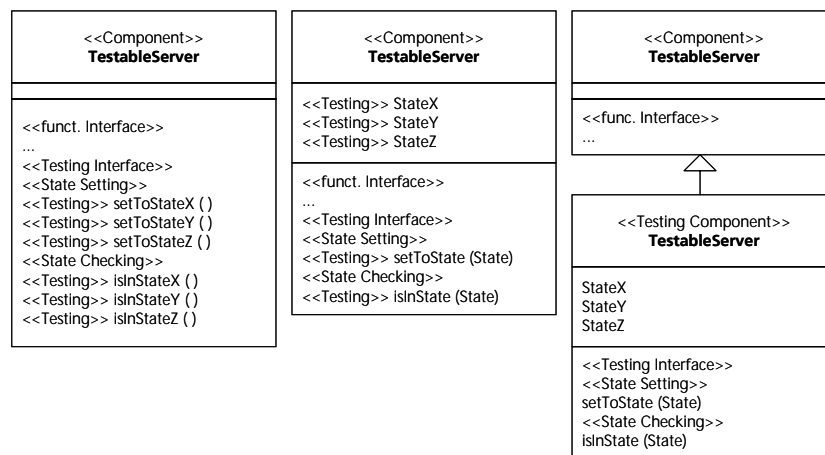 <<Component>>
TestableServer
<<funct. Interface>>
...
<<Testing Interface>>
<<State Setting>>
<<Testing>> setToStateX ( )
<<Testing>> setToStateY ( )
<<Testing>> setToStateZ ( )
<<State Checking>>
<<Testing>> isInStateX ( )
<<Testing>> isInStateY ( )
<<Testing>> isInStateZ ( )
<<Component>>
TestableServer
<<Testing>> StateX
<<Testing>> StateY
<<Testing>> StateZ
<<funct. Interface>>
...
<<Testing Interface>>
<<State Setting>>
<<Testing>> setToState (State)
<<State Checking>>
<<Testing>> isInState (State)
<<Component>>
TestableServer
<<func. Interface>>
...
<<Testing Component>>
TestableServer
StateX
StateY
StateZ
<<Testing Interface>>
<<State Setting>>
setToState (State)
<<State Checking>>
isInState (State)